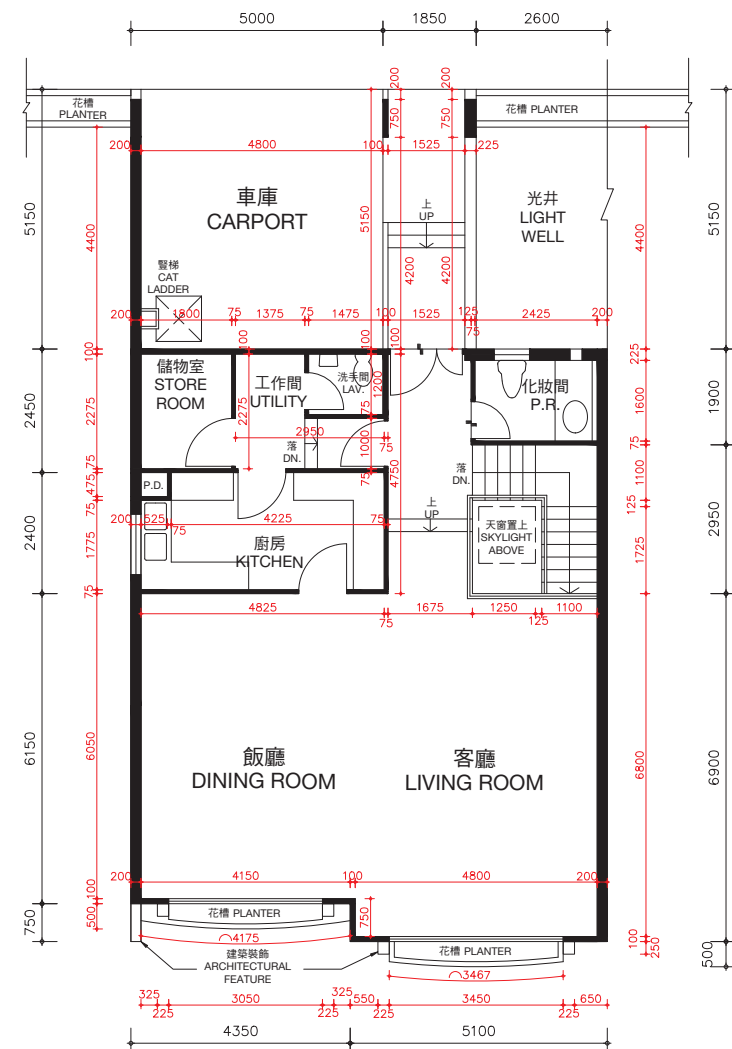 5000
1850
2600
花槽
PLANTER
花槽 PLANTER
200
750
200
750
200
4800
100
1525
225
5150
4400
車庫
CARPORT
5150
上
UP
光井
LIGHT
WELL
4400
5150
4200
4200
豎梯
CAT
LADDER
200
1800
75
1375
75
1475
100
1525
125
75
2425
200
100
100
100
100
225
儲物室
STORE
ROOM
工作間
UTILITY
洗手間
LAV.
1200
化妝間
P.R.
2450
2275
2275
1600
1900
75
2950
75
落
DN.
1000
75
75
75
4750
落
DN.
1100
475
P.D.
75
125
200
525
75
4225
75
上
UP
天窗置上
SKYLIGHT
ABOVE
2400
1775
廚房
KITCHEN
1725
2950
75
4825
75
1675
1250
125
1100
6150
6050
飯廳
DINING ROOM
客廳
LIVING ROOM
6800
6900
200
4150
100
4800
200
100
750
500
花槽 PLANTER
750
4175
花槽 PLANTER
100
250
500
建築裝飾
ARCHITECTURAL
FEATURE
3467
325
225
3050
225
325
550
225
3450
225
650
4350
5100